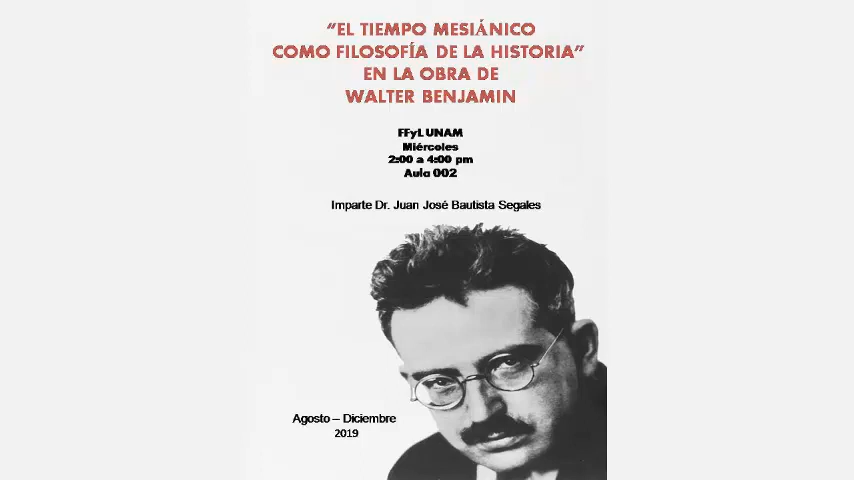 “EL TIEMPO MESIÁNICO
COMO FILOSOFÍA DE LA HISTORIA”
EN LA OBRA DE
WALTER BENJAMIN
FFyL UNAM
Miércoles
2:00 a 4:00 pm
Aula 002
Imparte Dr. Juan José Bautista Segales
Agosto – Diciembre
2019